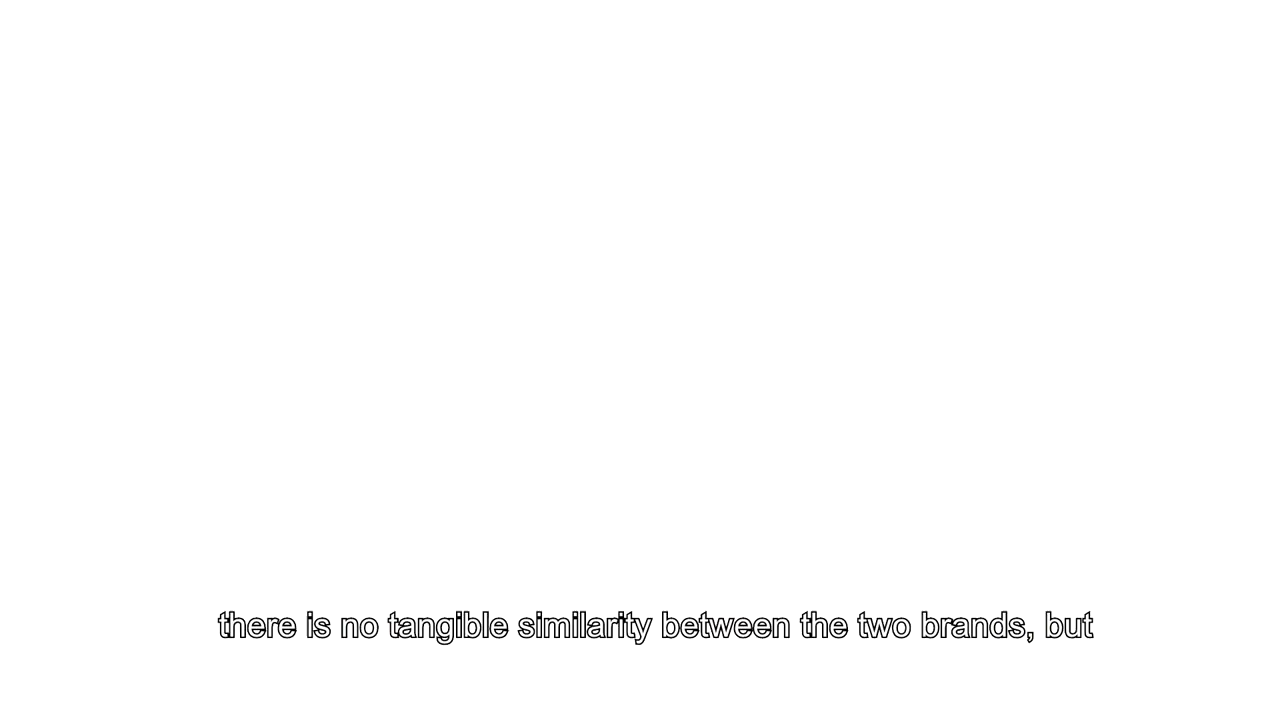 there is no tangible similarity between the two brands, but